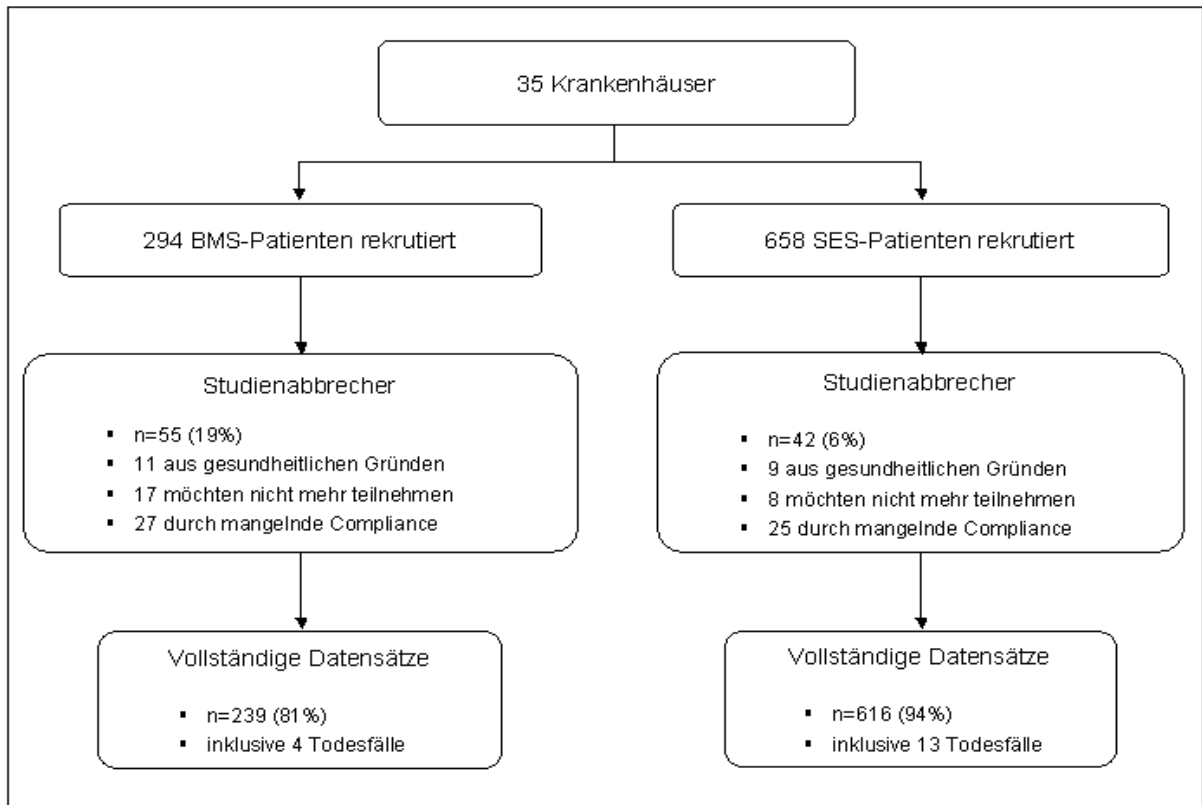 35 Krankenhäuser
294 BMS-Patienten rekrutiert
658 SES-Patienten rekrutiert
Studienabbrecher
▪ n=55 (19%)
▪ 11 aus gesundheitlichen Gründen
▪ 17 möchten nicht mehr teilnehmen
▪ 27 durch mangelnde Compliance
Studienabbrecher
▪ n=42 (6%)
▪ 9 aus gesundheitlichen Gründen
▪ 8 möchten nicht mehr teilnehmen
▪ 25 durch mangelnde Compliance
Vollständige Datensätze
▪ n=239 (81%)
▪ inklusive 4 Todesfälle
Vollständige Datensätze
▪ n=616 (94%)
▪ inklusive 13 Todesfälle